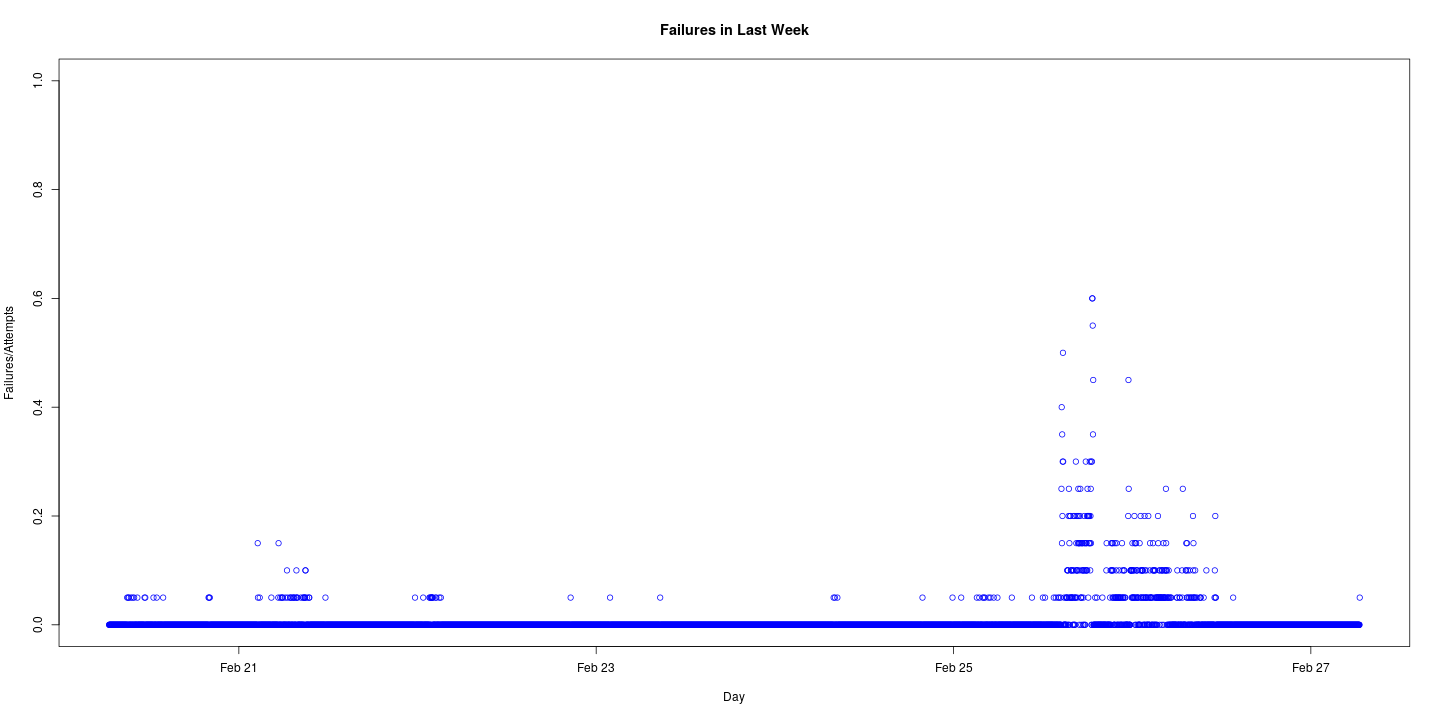 Failures in Last Week
Failures/Attempts
1.0
0.8
0.6
0.4
0.2
0.0
Feb 21
Feb 23
Feb 25
Feb 27
Day